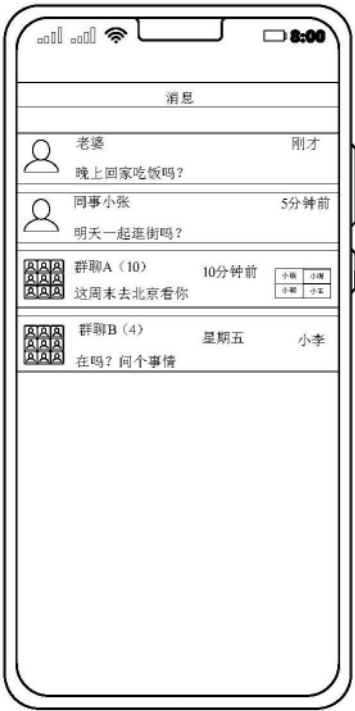 8:00
消息
老婆
刚才
晚上回家吃饭吗？
同事小张
5分钟前
明天一起逛街吗？
群聊A（10）
10分钟前
这周末去北京看你
群聊B（4）
星期五
小李
在吗？问个事情